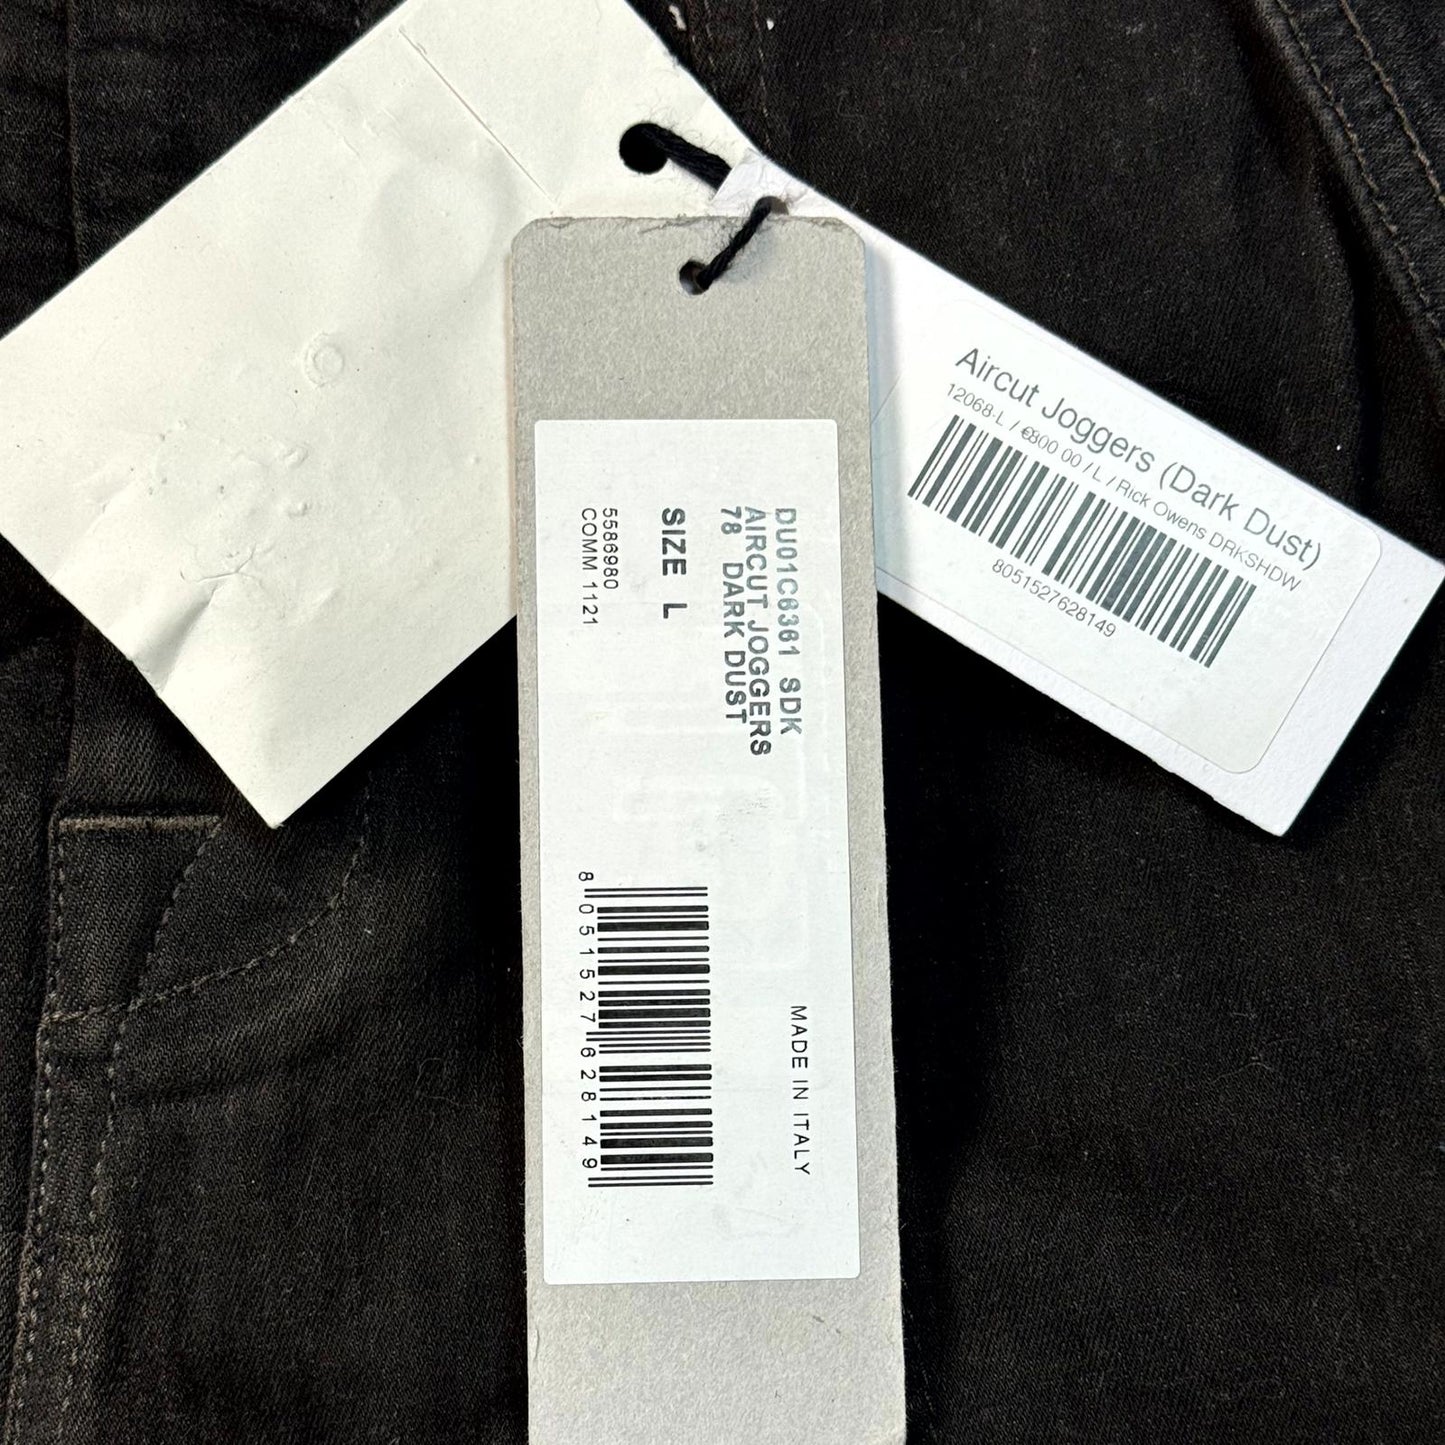 DU01C6361 SDK
AIRCUT JOGGERS
78 DARK DUST
SIZE L
5586980
COMM 1121
MADE IN ITALY
8 051527 628149
Aircut Joggers (Dark Dust)
12068-L / €800 00 / L / Rick Owens DRKSHDW
8051527628149